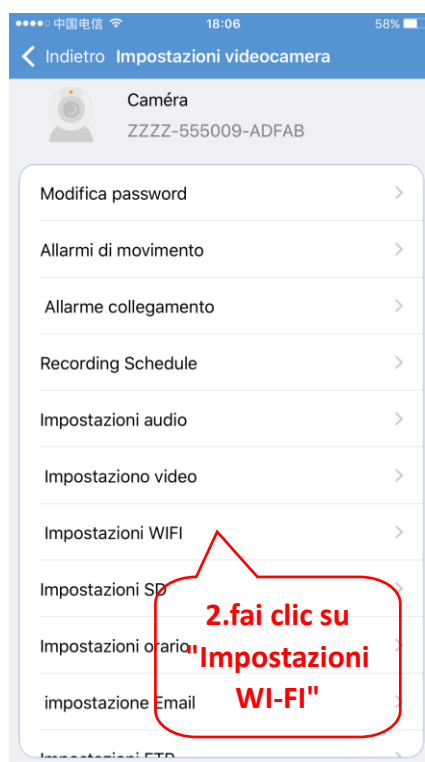 中国电信 18:06 58%
Indietro Impostazioni videocamera
Caméra
ZZZZ-555009-ADFAB
Modifica password
Allarmi di movimento
Allarme collegamento
Recording Schedule
Impostazioni audio
Impostaziono video
Impostazioni WIFI
Impostazioni SD
Impostazioni orario
impostazione Email
Impostazioni FTP
2.fai clic su
"Impostazioni
WI-FI"